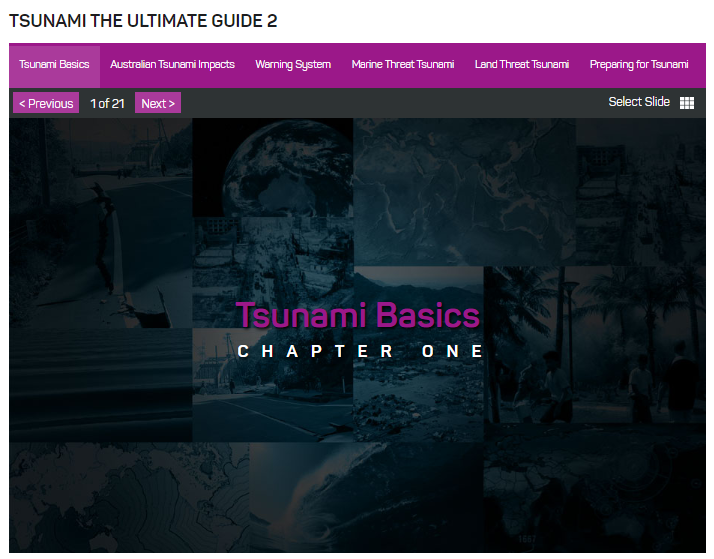 TSUNAMI THE ULTIMATE GUIDE 2
Tsunami Basics Australian Tsunami Impacts Warning System Marine Threat Tsunami Land Threat Tsunami Preparing for Tsunami
< Previous 1 of 21 Next > Select Slide
Tsunami Basics
CHAPTER ONE